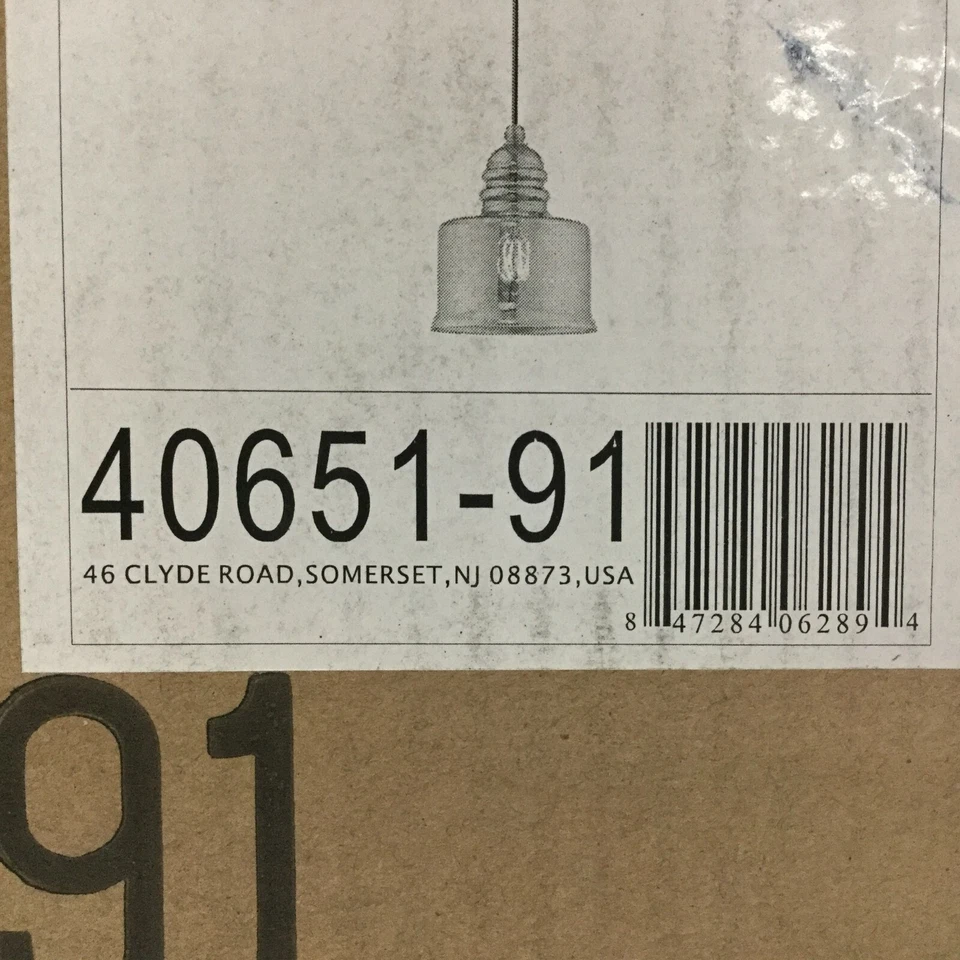 40651-91
46 CLYDE ROAD,SOMERSET,NJ 08873,USA
8 47284 06289 4
91